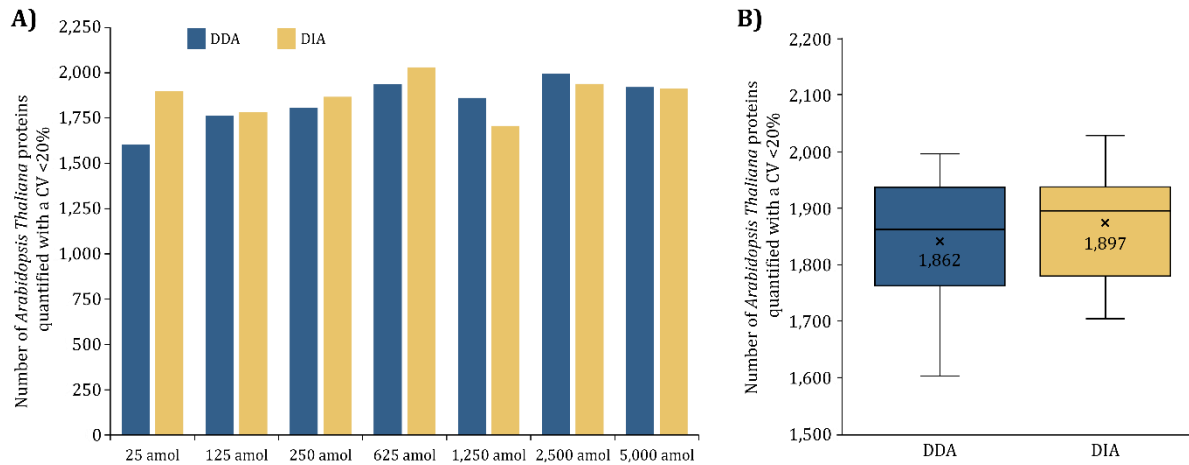 A)
Number of Arabidopsis Thaliana proteins
quantified with a CV <20%
DDA
DIA
2,250
2,000
1,750
1,500
1,250
1,000
750
500
250
0
25 amol
125 amol
250 amol
625 amol
1,250 amol
2,500 amol
5,000 amol
B)
Number of Arabidopsis Thaliana proteins
quantified with a CV <20%
2,200
2,100
2,000
1,900
1,800
1,700
1,600
1,500
1,862
1,897
DDA
DIA